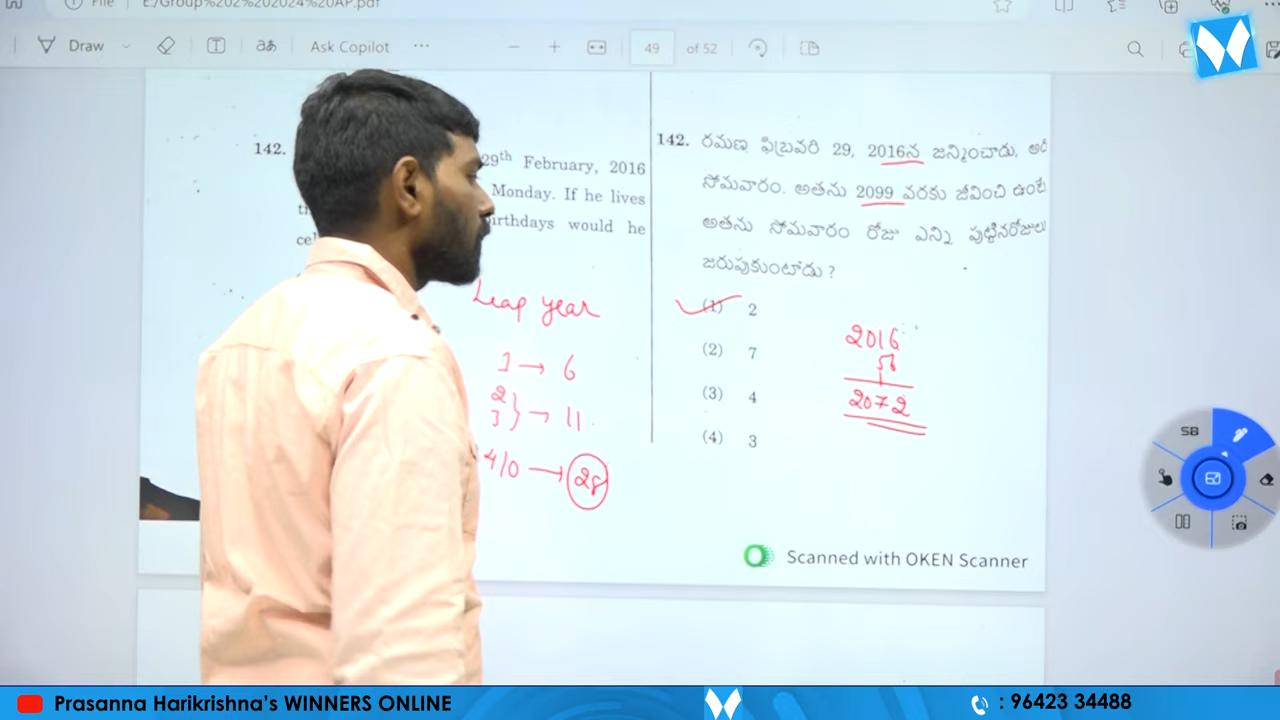 File E:/Group%202%202024%20AP.pdf
Draw aあ Ask Copilot ... 49 of 52
142. 29th February, 2016
Monday. If he lives
birthdays would he
142. రమణ ఫిబ్రవరి 29, 2016న జన్మించాడు.
సోమవారం. అతను 2099 వరకు జీవించి ఉంటే
అతను సోమవారం రోజు ఎన్ని పుట్టినరోజులు
జరుపుకుంటాడు ?
(1) 2
(2) 7
(3) 4
(4) 3
Leap year
1 → 6
2
3 } → 11
4/0 → 28
2016
56
2072
SB
Scanned with OKEN Scanner
Prasanna Harikrishna's WINNERS ONLINE
: 96423 34488